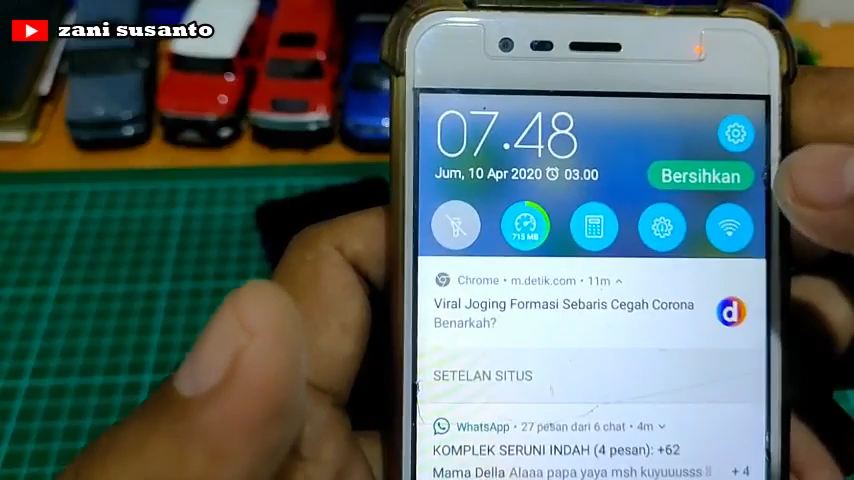 zani susanto
07.48
Jum, 10 Apr 2020 03.00
Bersihkan
715 MB
Chrome • m.detik.com • 11m
Viral Joging Formasi Sebaris Cegah Corona
Benarkah?
d
SETELAN SITUS
WhatsApp • 27 pesan dari 6 chat • 4m
KOMPLEK SERUNI INDAH (4 pesan): +62
Mama Della Alaaa papa yaya msh kuyuuusss !! +4